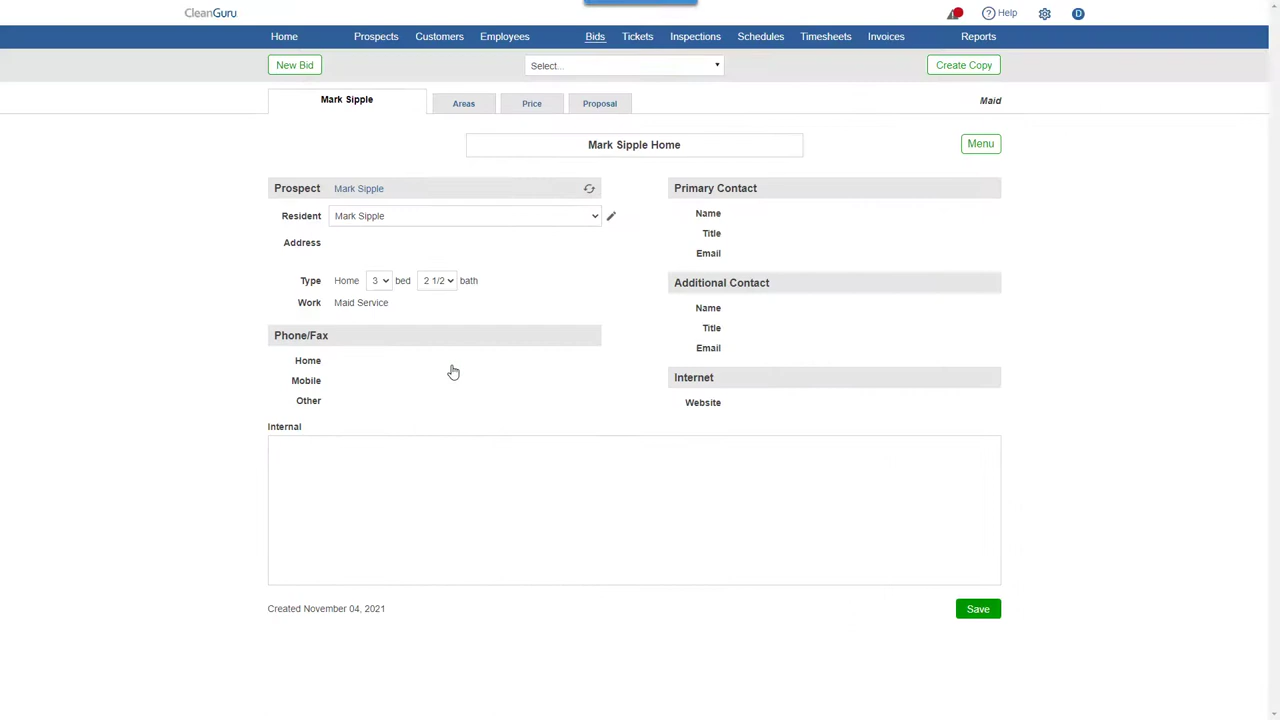 CleanGuru
Help
D
Home Prospects Customers Employees Bids Tickets Inspections Schedules Timesheets Invoices Reports
New Bid
Select...
Create Copy
Mark Sipple
Areas
Price
Proposal
Maid
Mark Sipple Home
Menu
Prospect Mark Sipple
Resident Mark Sipple
Address
Type Home 3 bed 2 1/2 bath
Work Maid Service
Phone/Fax
Home
Mobile
Other
Primary Contact
Name
Title
Email
Additional Contact
Name
Title
Email
Internet
Website
Internal
Created November 04, 2021
Save